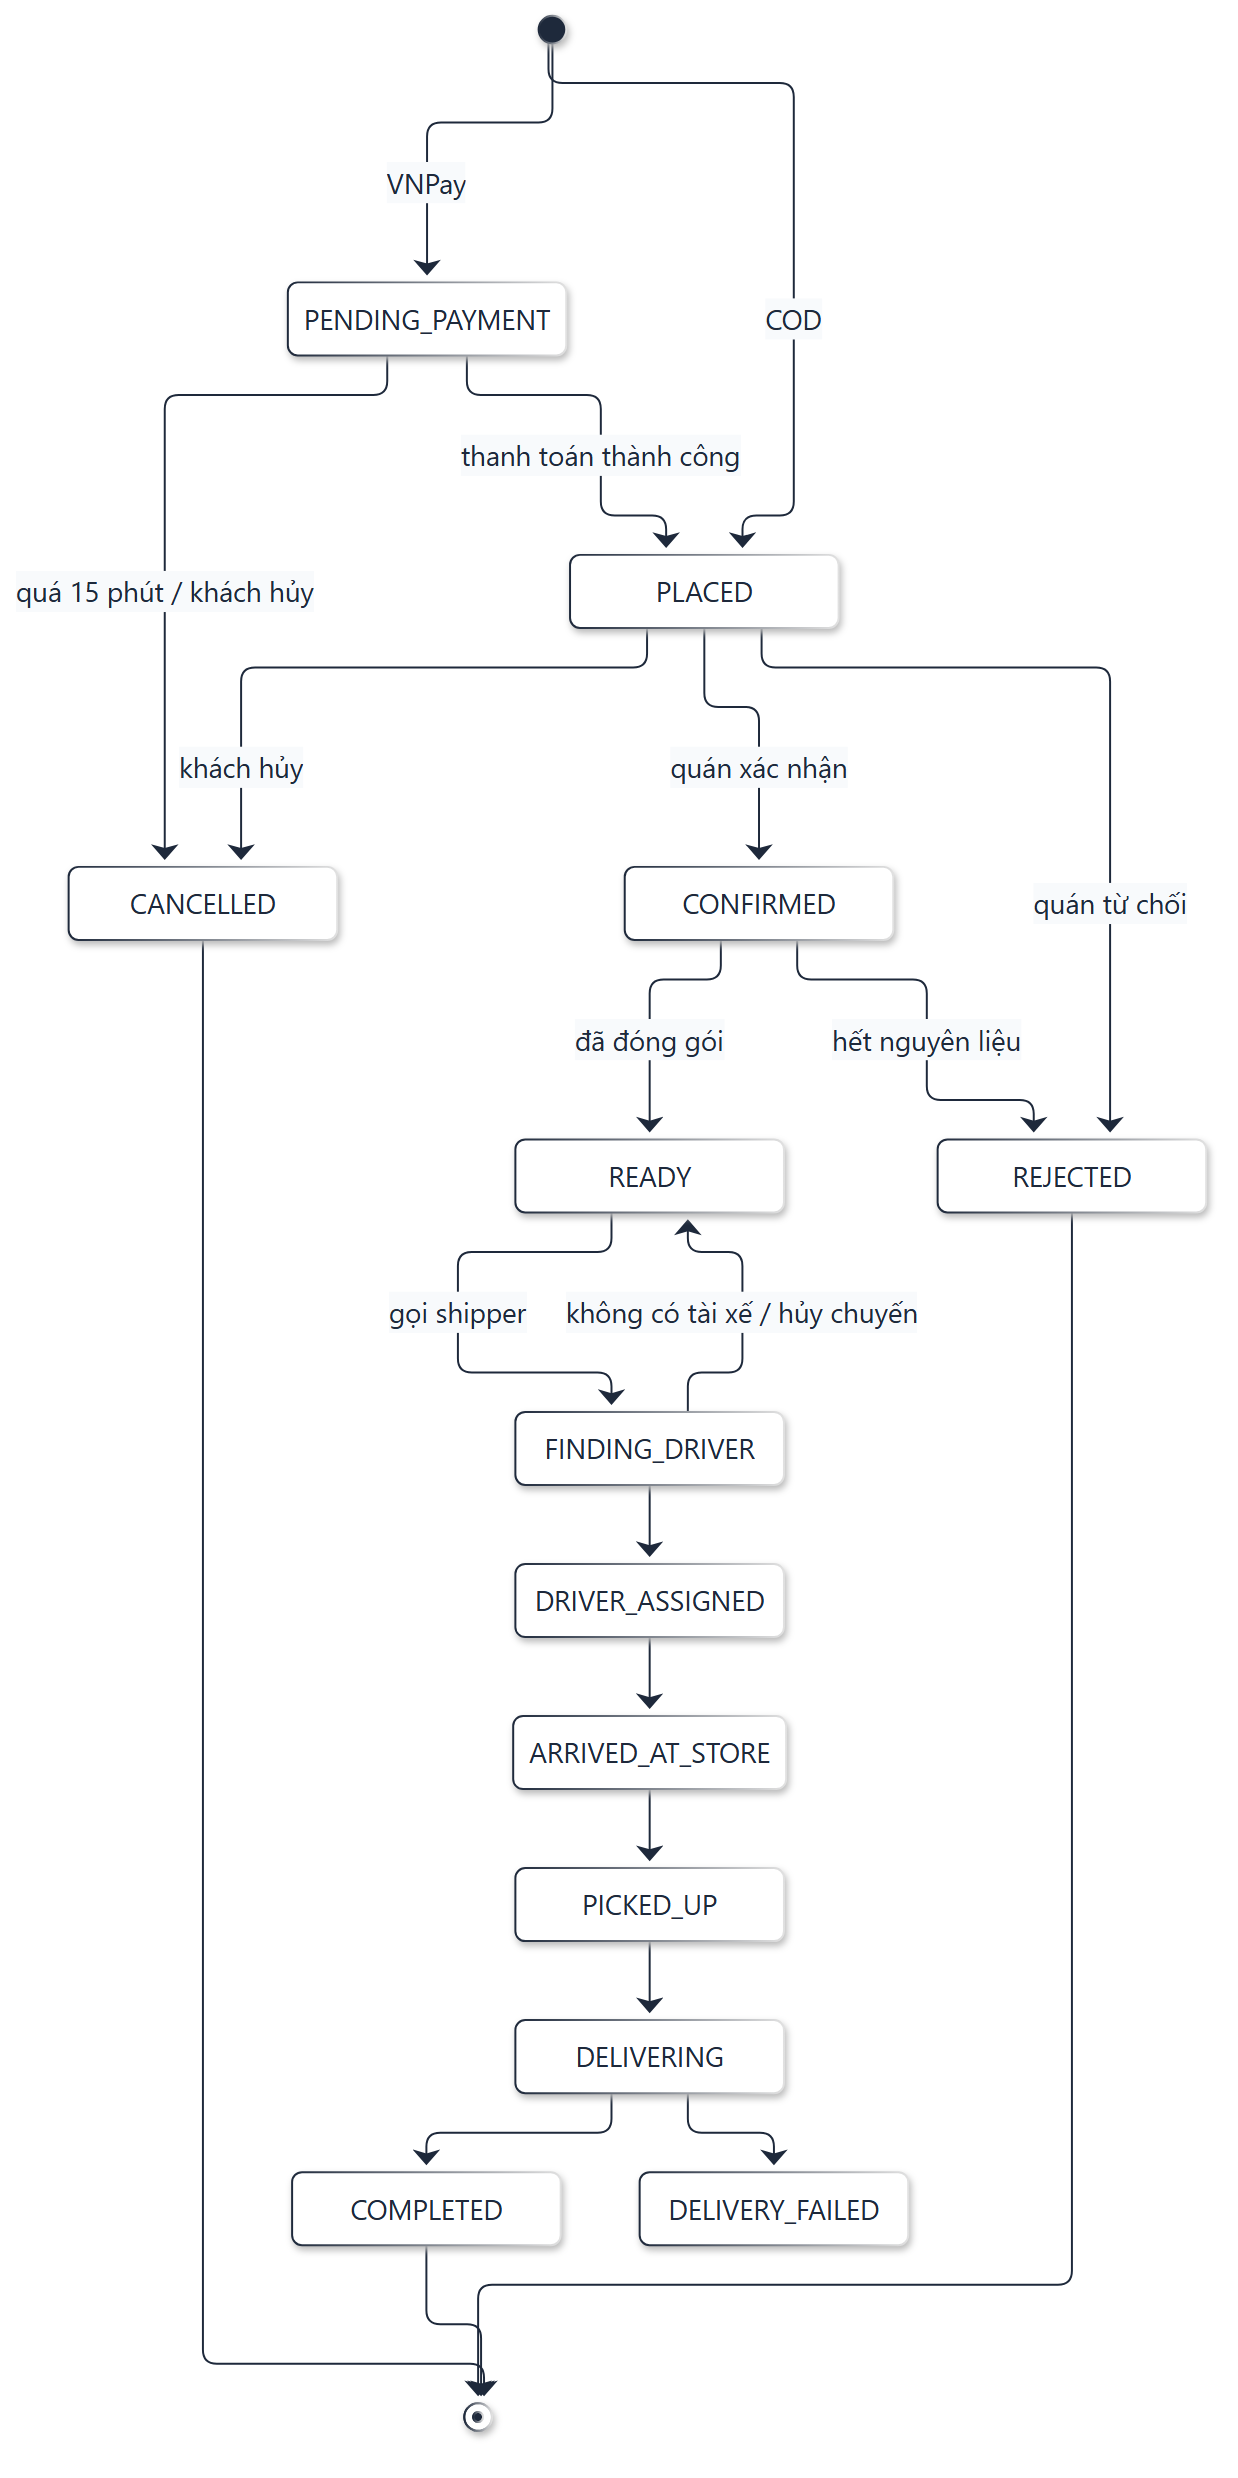 VNPay
PENDING_PAYMENT
COD
thanh toán thành công
quá 15 phút / khách hủy
PLACED
khách hủy
quán xác nhận
CANCELLED
CONFIRMED
quán từ chối
đã đóng gói
hết nguyên liệu
READY
REJECTED
gọi shipper
không có tài xế / hủy chuyến
FINDING_DRIVER
DRIVER_ASSIGNED
ARRIVED_AT_STORE
PICKED_UP
DELIVERING
COMPLETED
DELIVERY_FAILED